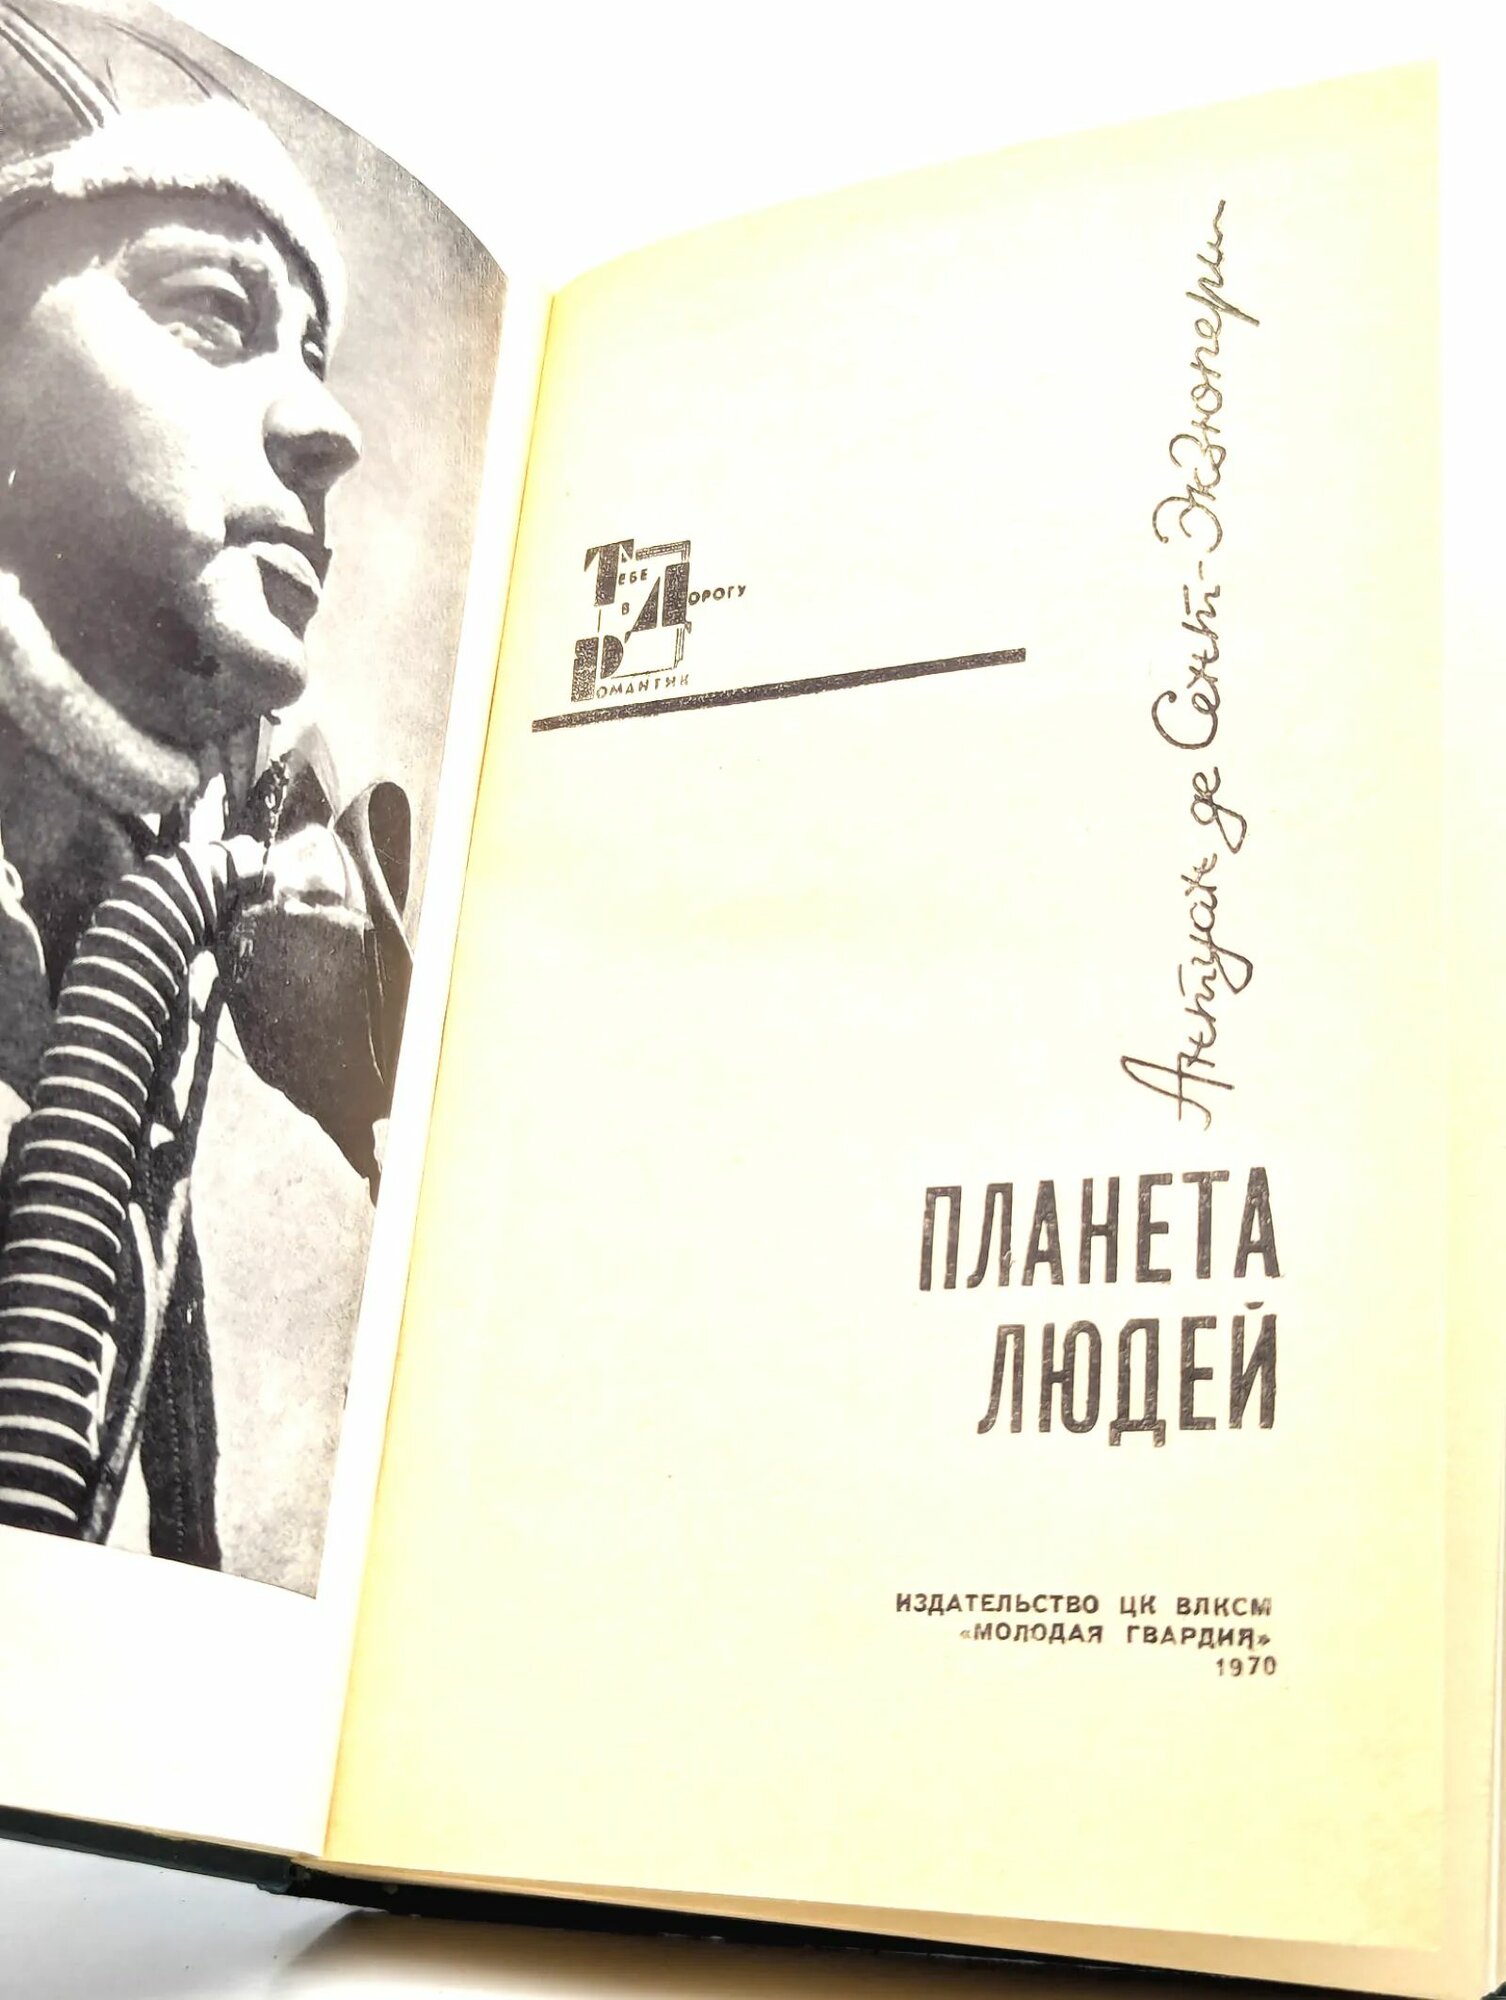 Тебе
в Дорогу
Романтик
Антуан де Сент-Экзюпери
ПЛАНЕТА
ЛЮДЕЙ
ИЗДАТЕЛЬСТВО ЦК ВЛКСМ
«МОЛОДАЯ ГВАРДИЯ»
1970